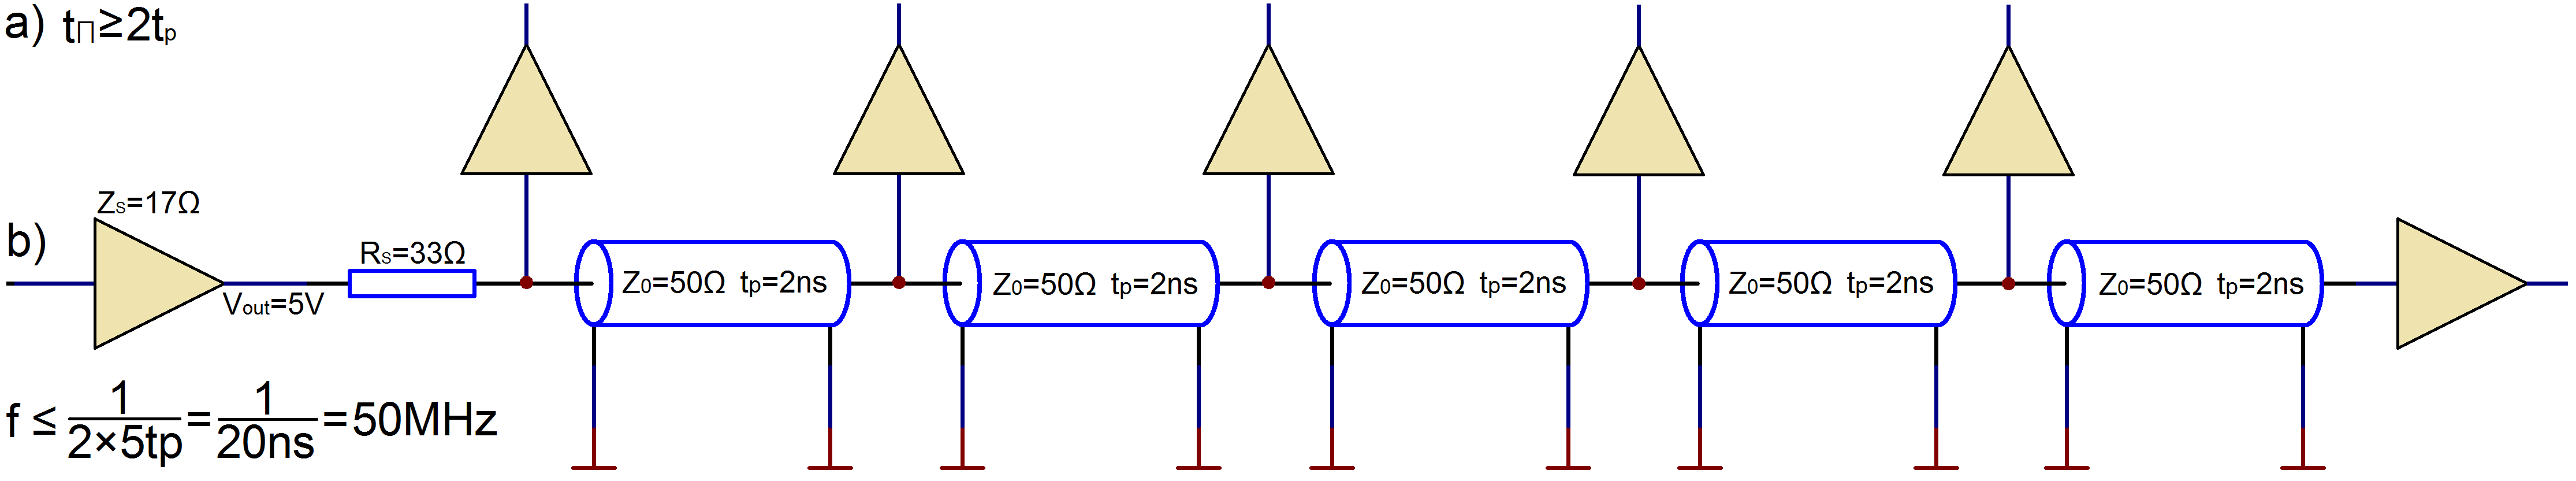 a) t∏≥2tp
b)
ZS=17Ω
Vout=5V
RS=33Ω
Z0=50Ω tp=2ns
Z0=50Ω tp=2ns
Z0=50Ω tp=2ns
Z0=50Ω tp=2ns
Z0=50Ω tp=2ns
f ≤ 1/(2×5tp) = 1/(20ns) =50MHz